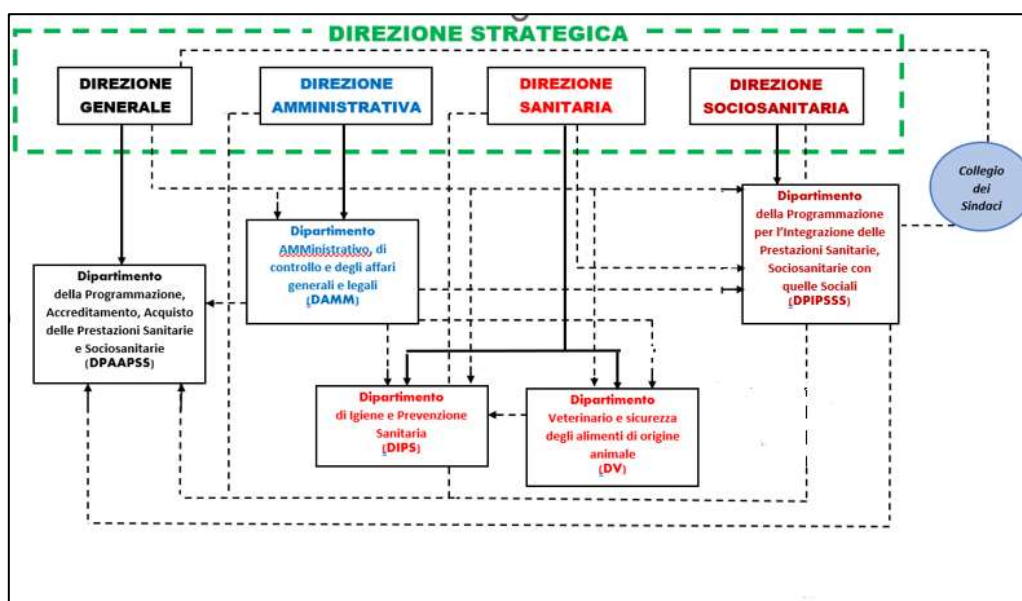 DIREZIONE STRATEGICA
DIREZIONE
GENERALE
DIREZIONE
AMMINISTRATIVA
DIREZIONE
SANITARIA
DIREZIONE
SOCIOSANITARIA
Collegio
dei
Sindaci
Dipartimento
della Programmazione
per l'Integrazione delle
Prestazioni Sanitarie,
Sociosanitarie con
quelle Sociali
(DPIPSSS)
Dipartimento
AMMinistrativo, di
controllo e degli affari
generali e legali
(DAMM)
Dipartimento
della Programmazione,
Accreditamento, Acquisto
delle Prestazioni Sanitarie
e Sociosanitarie
(DPAAPSS)
Dipartimento
di Igiene e Prevenzione
Sanitaria
(DIPS)
Dipartimento
Veterinario e sicurezza
degli alimenti di origine
animale
(DV)